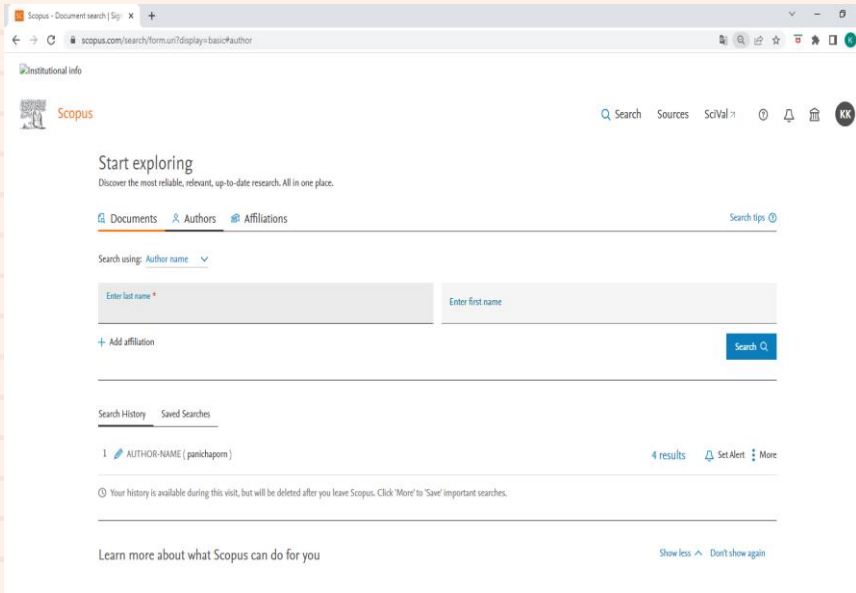 SC Scopus - Document search | Sig
scopus.com/search/form.uri?display=basic#author
K
Institutional info
Scopus
Search Sources SciVal
KK
Start exploring
Discover the most reliable, relevant, up-to-date research. All in one place.
Documents Authors Affiliations
Search tips
Search using: Author name
Enter last name *
Enter first name
+ Add affiliation
Search
Search History Saved Searches
1 AUTHOR-NAME ( panichaporn )
4 results Set Alert More
Your history is available during this visit, but will be deleted after you leave Scopus. Click 'More' to 'Save' important searches.
Learn more about what Scopus can do for you
Show less Don't show again